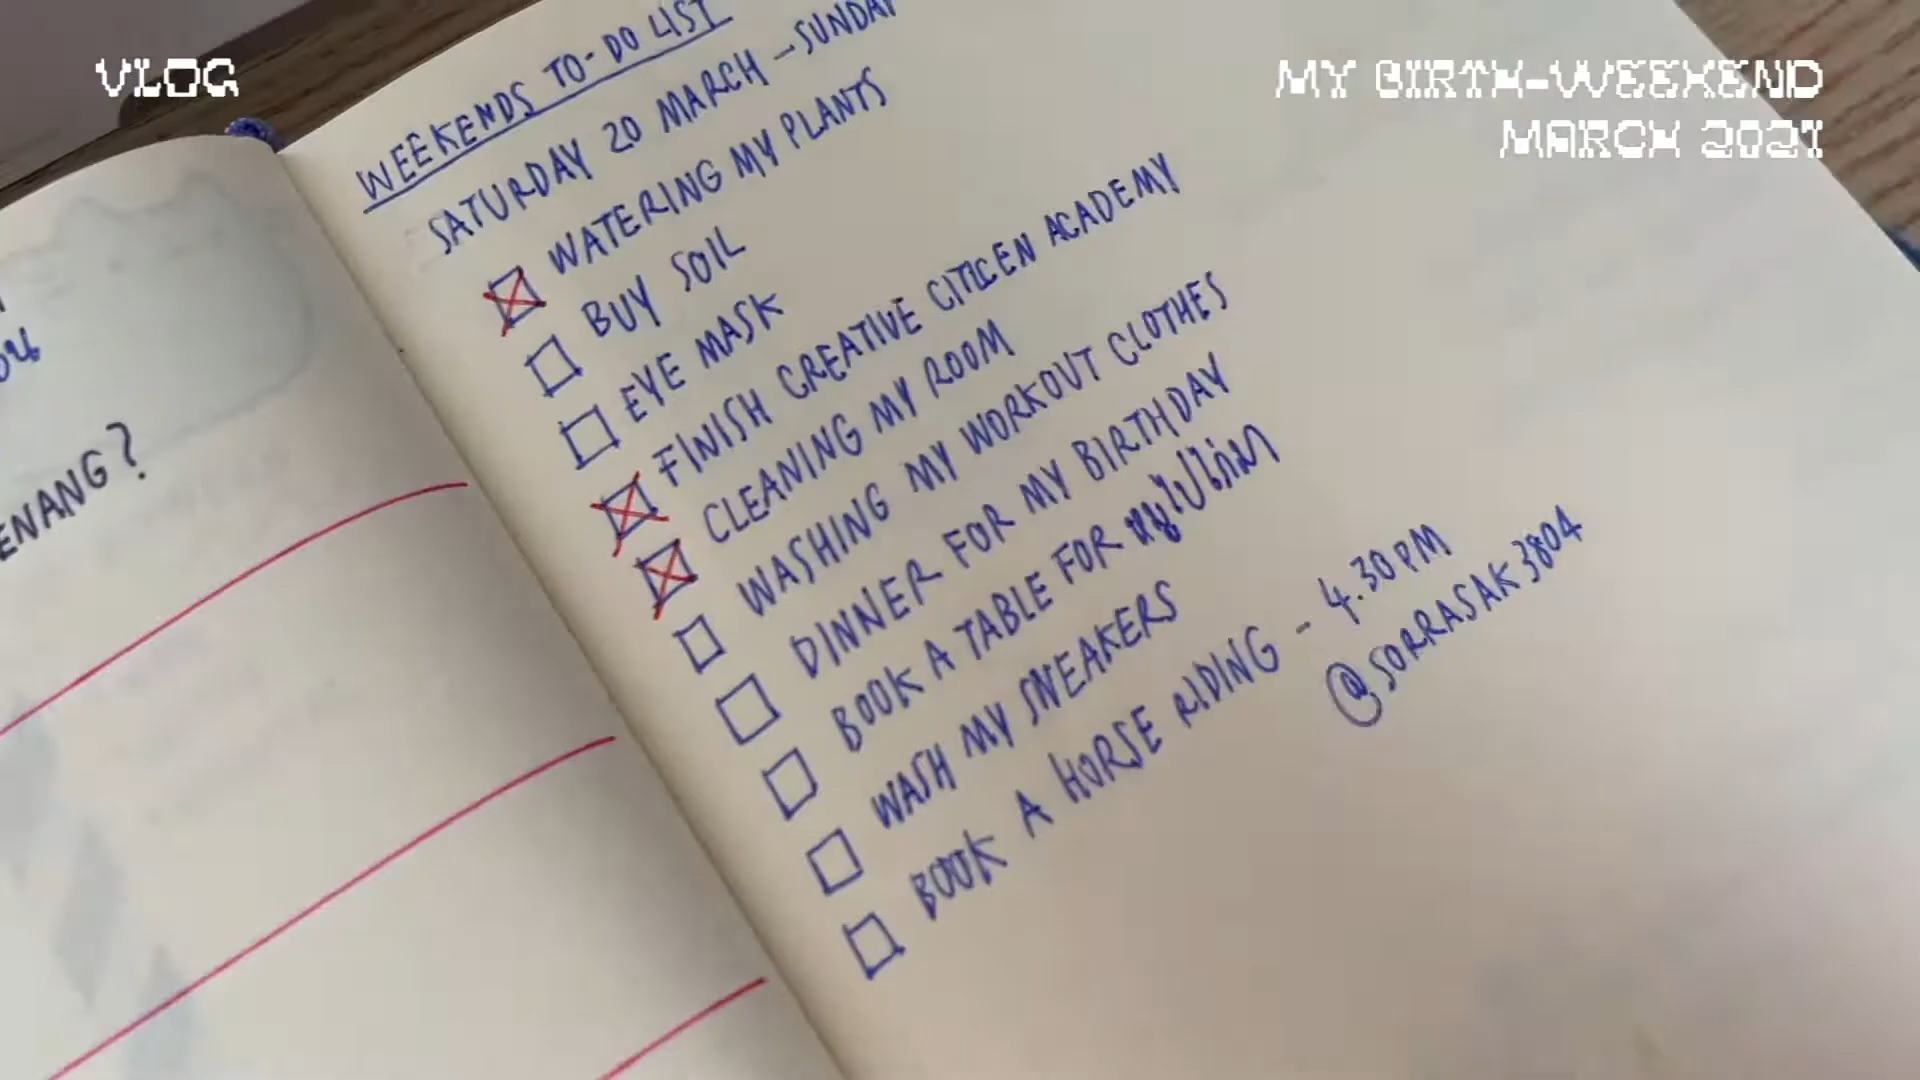 VLOG
MY BIRTH-WEEKEND
MARCH 2021
WEEKENDS TO-DO LIST
SATURDAY 20 MARCH - SUNDAY
WATERING MY PLANTS
BUY SOIL
EYE MASK
FINISH CREATIVE CITICEN ACADEMY
CLEANING MY ROOM
WASHING MY WORKOUT CLOTHES
DINNER FOR MY BIRTHDAY
BOOK A TABLE FOR
WASH MY SNEAKERS
BOOK A HORSE RIDING - 4.30PM
@SORRASAK3804
ENANG?